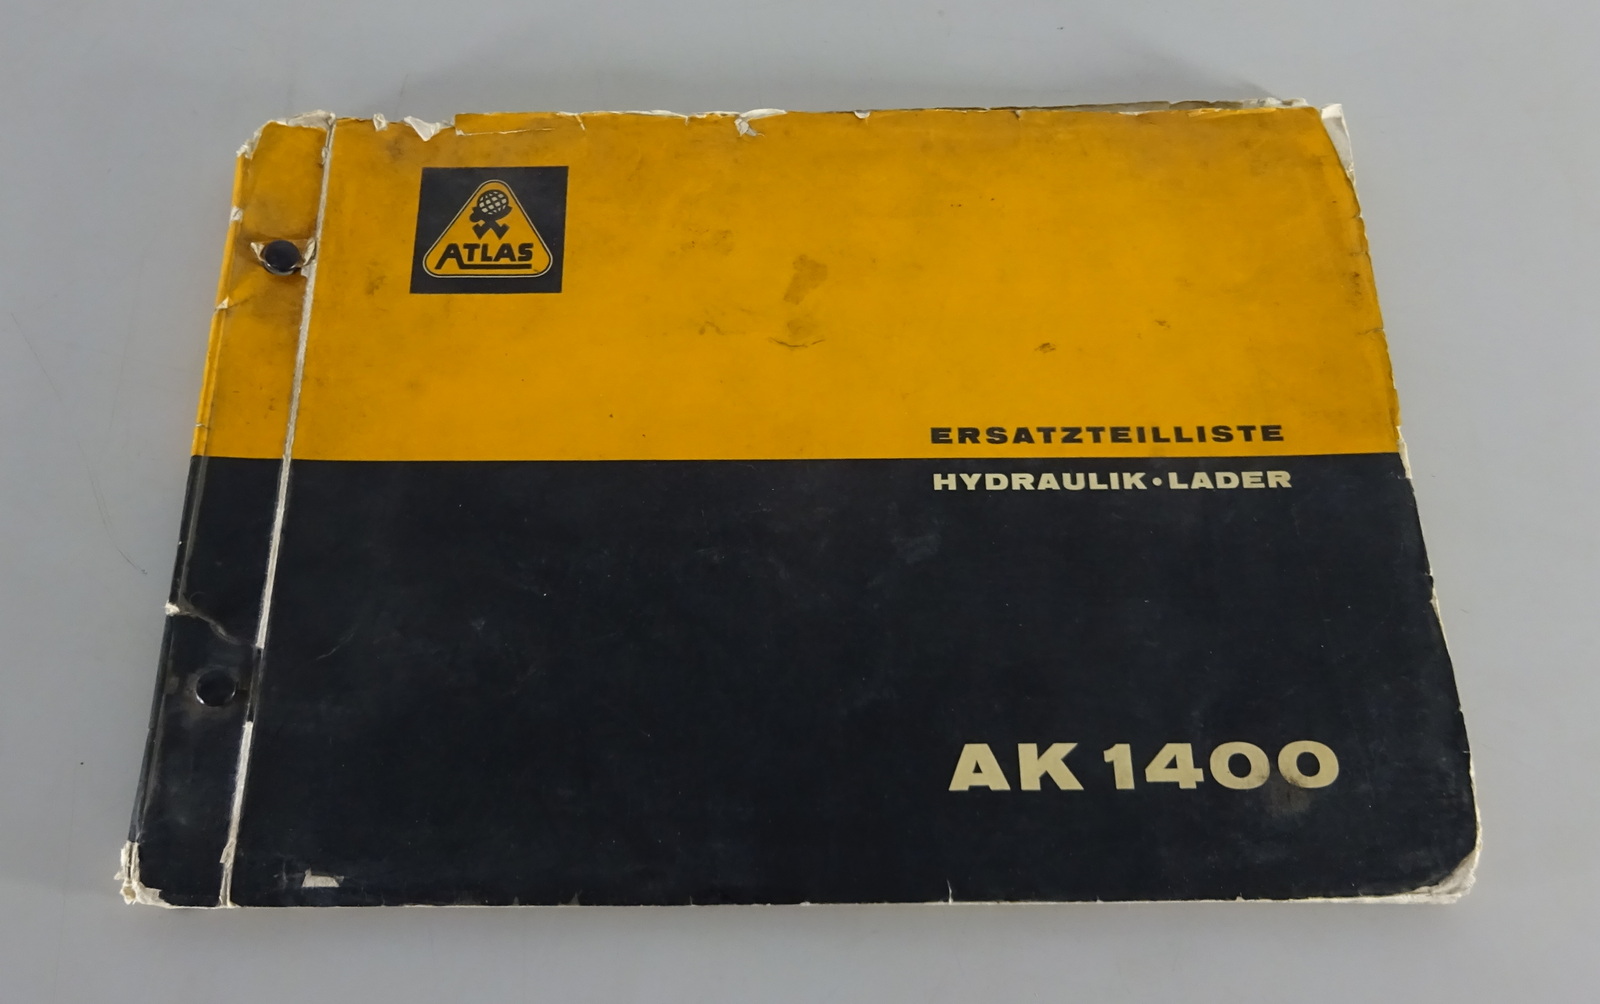 ATLAS
ERSATZTEILLISTE
HYDRAULIK·LADER
AK 1400